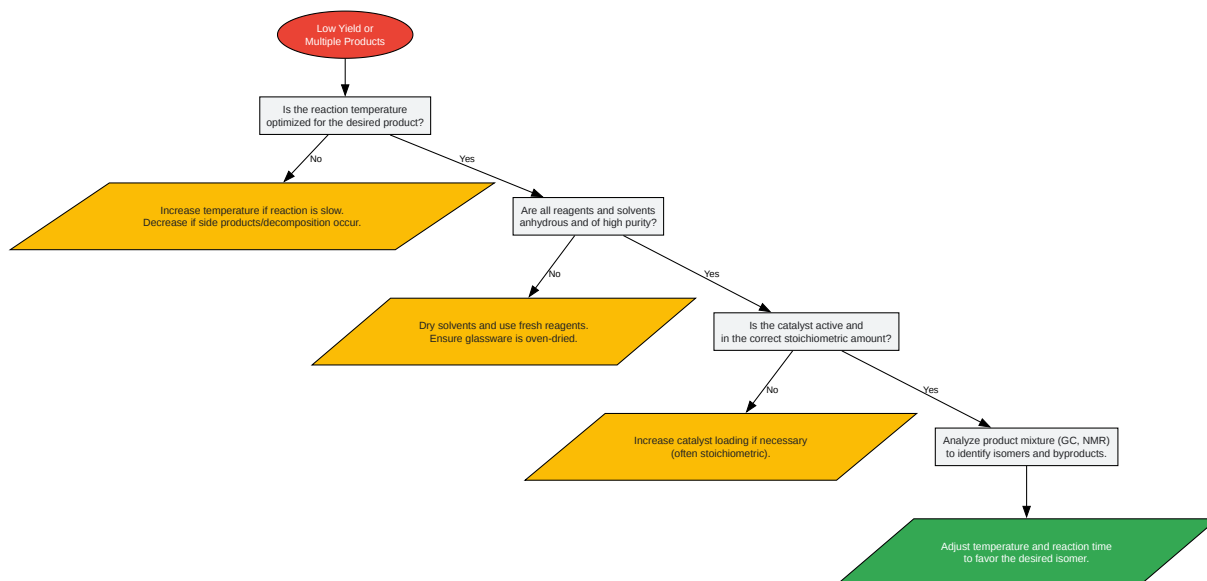 Low Yield or
Multiple Products
Is the reaction temperature
optimized for the desired product?
No
Yes
Increase temperature if reaction is slow.
Decrease if side products/decomposition occur.
Are all reagents and solvents
anhydrous and of high purity?
No
Yes
Dry solvents and use fresh reagents.
Ensure glassware is oven-dried.
Is the catalyst active and
in the correct stoichiometric amount?
No
Yes
Increase catalyst loading if necessary
(often stoichiometric).
Analyze product mixture (GC, NMR)
to identify isomers and byproducts.
Adjust temperature and reaction time
to favor the desired isomer.